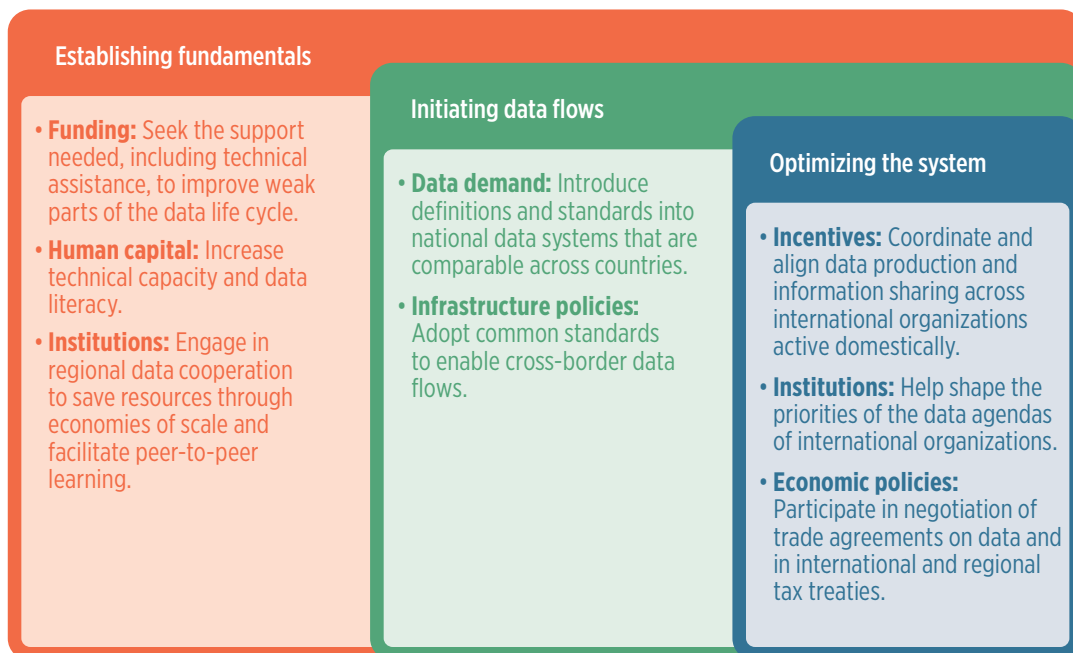 Establishing fundamentals
• Funding: Seek the support
needed, including technical
assistance, to improve weak
parts of the data life cycle.
• Human capital: Increase
technical capacity and data
literacy.
• Institutions: Engage in
regional data cooperation
to save resources through
economies of scale and
facilitate peer-to-peer
learning.
Initiating data flows
• Data demand: Introduce
definitions and standards into
national data systems that are
comparable across countries.
• Infrastructure policies:
Adopt common standards
to enable cross-border data
flows.
Optimizing the system
• Incentives: Coordinate and
align data production and
information sharing across
international organizations
active domestically.
• Institutions: Help shape the
priorities of the data agendas
of international organizations.
• Economic policies:
Participate in negotiation of
trade agreements on data and
in international and regional
tax treaties.